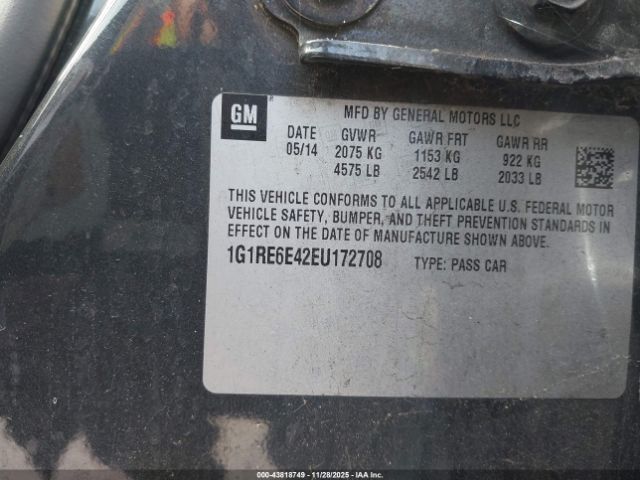 GM
MFD BY GENERAL MOTORS LLC
DATE GVWR GAWR FRT GAWR RR
05/14 2075 KG 1153 KG 922 KG
4575 LB 2542 LB 2033 LB
THIS VEHICLE CONFORMS TO ALL APPLICABLE U.S. FEDERAL MOTOR
VEHICLE SAFETY, BUMPER, AND THEFT PREVENTION STANDARDS IN
EFFECT ON THE DATE OF MANUFACTURE SHOWN ABOVE.
1G1RE6E42EU172708 TYPE: PASS CAR
000-43818749 - 11/28/2025 - IAA Inc.